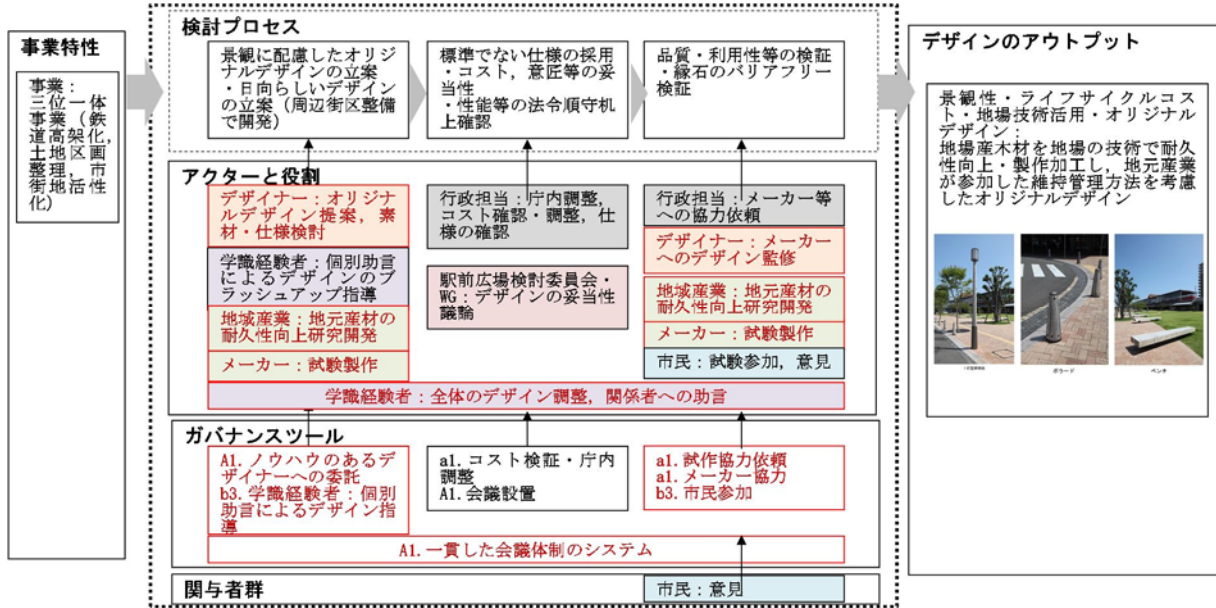 事業特性
事業：
三位一体
事業（鉄
道高架化，
土地区画
整理，市
街地活性
化）
検討プロセス
景観に配慮したオリジ
ナルデザインの立案
・日向らしいデザイン
の立案（周辺街区整備
で開発）
標準でない仕様の採用
・コスト，意匠等の妥
当性
・性能等の法令順守机
上確認
品質・利用性等の検証
・縁石のバリアフリー
検証
アクターと役割
デザイナー：オリジ
ナルデザイン提案，素
材・仕様検討
学識経験者：個別助言
によるデザインのブ
ラッシュアップ指導
地域産業：地元産材の
耐久性向上研究開発
メーカー：試験製作
行政担当：庁内調整，
コスト確認・調整，仕
様の確認
駅前広場検討委員会・
WG：デザインの妥当性
議論
行政担当：メーカー等
への協力依頼
デザイナー：メーカー
へのデザイン監修
地域産業：地元産材の
耐久性向上研究開発
メーカー：試験製作
市民：試験参加，意見
学識経験者：全体のデザイン調整，関係者への助言
ガバナンスツール
A1. ノウハウのあるデ
ザイナーへの委託
b3. 学識経験者：個別
助言によるデザイン指
導
a1. コスト検証・庁内
調整
A1. 会議設置
a1. 試作協力依頼
a1. メーカー協力
b3. 市民参加
A1. 一貫した会議体制のシステム
関与者群
市民：意見
デザインのアウトプット
景観性・ライフサイクルコス
ト・地場技術活用・オリジナル
デザイン：
地場産木材を地場の技術で耐久
性向上・製作加工し，地元産業
が参加した維持管理方法を考慮
したオリジナルデザイン
ボラード
ベンチ